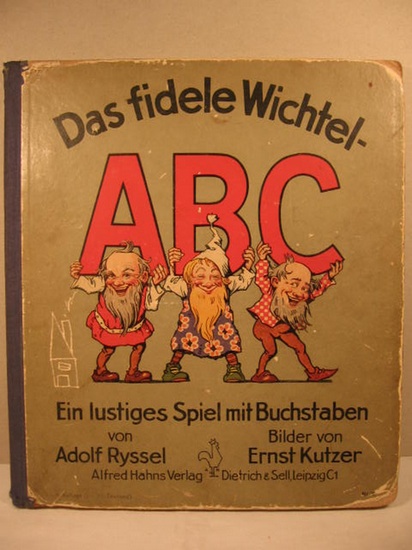 Das fidele Wichtel-
ABC
Ein lustiges Spiel mit Buchstaben
von
Adolf Ryssel
Bilder von
Ernst Kutzer
Alfred Hahns Verlag Dietrich & Sell, Leipzig C1